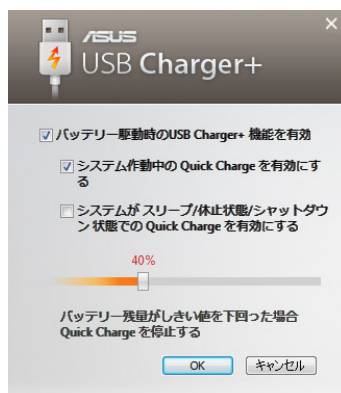 ASUS
USB Charger+
バッテリー駆動時のUSB Charger+ 機能を有効
システム作動中の Quick Charge を有効にす
る
システムが スリープ/休止状態/シャットダウ
ン 状態での Quick Charge を有効にする
40%
バッテリー残量がしきい値を下回った場合
Quick Charge を停止する
OK キャンセル